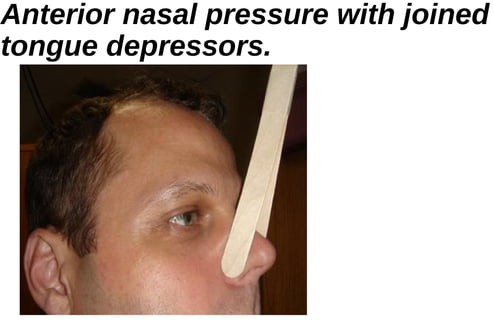 Anterior nasal pressure with joined
tongue depressors.